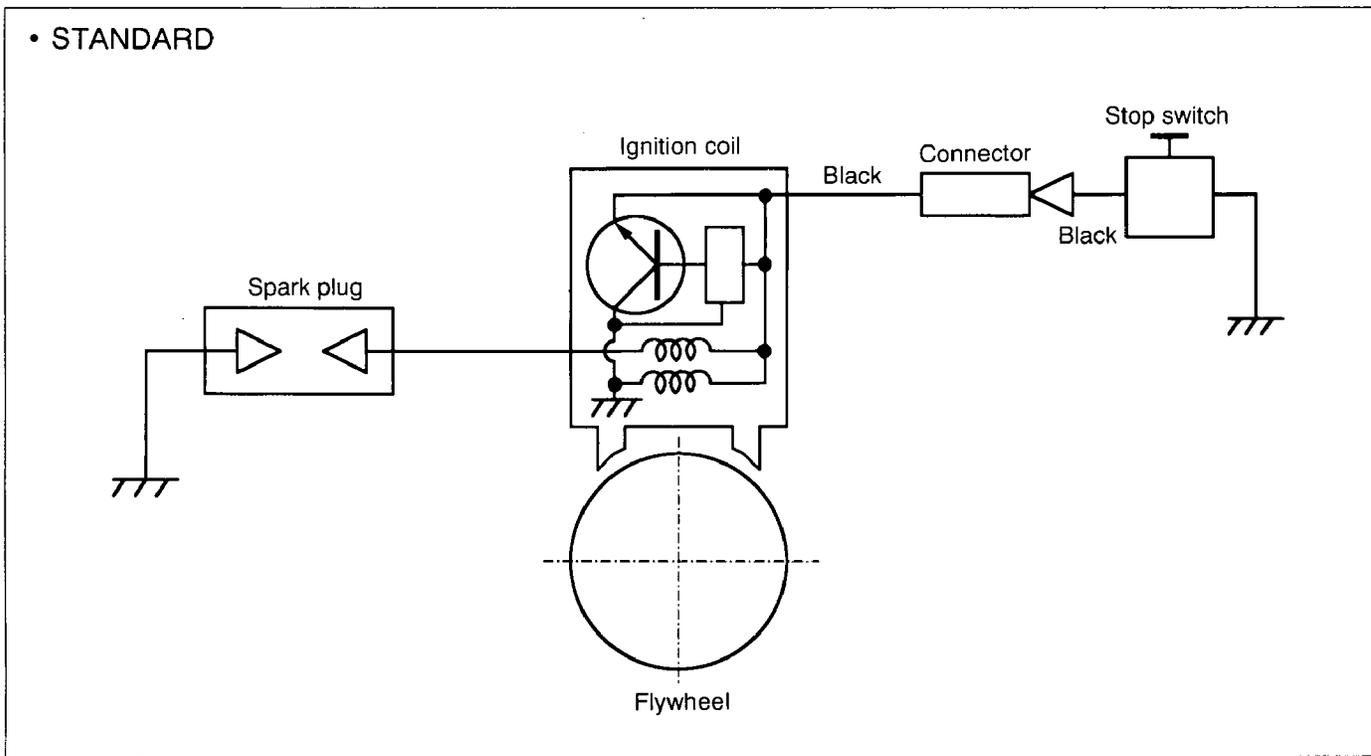 • STANDARD
Stop switch
Ignition coil
Connector
Black
Black
Spark plug
Flywheel